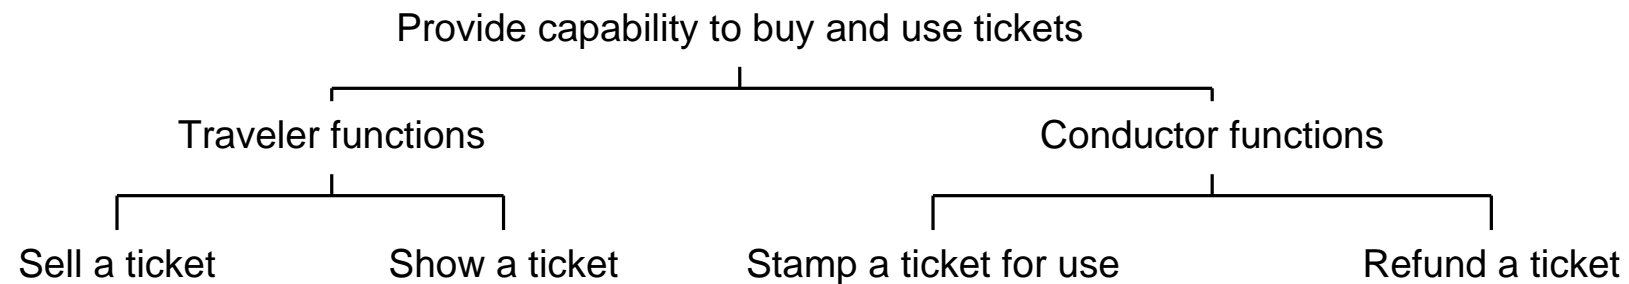 Provide capability to buy and use tickets
Traveler functions
Conductor functions
Sell a ticket
Show a ticket
Stamp a ticket for use
Refund a ticket